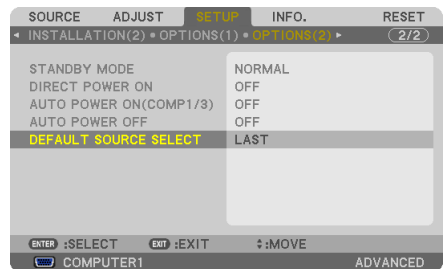 SOURCE ADJUST SETUP INFO. RESET
◂ INSTALLATION(2) • OPTIONS(1) • OPTIONS(2) ▸ 2/2
STANDBY MODE NORMAL
DIRECT POWER ON OFF
AUTO POWER ON(COMP1/3) OFF
AUTO POWER OFF OFF
DEFAULT SOURCE SELECT LAST
ENTER :SELECT EXIT :EXIT ↕:MOVE
COMPUTER1 ADVANCED